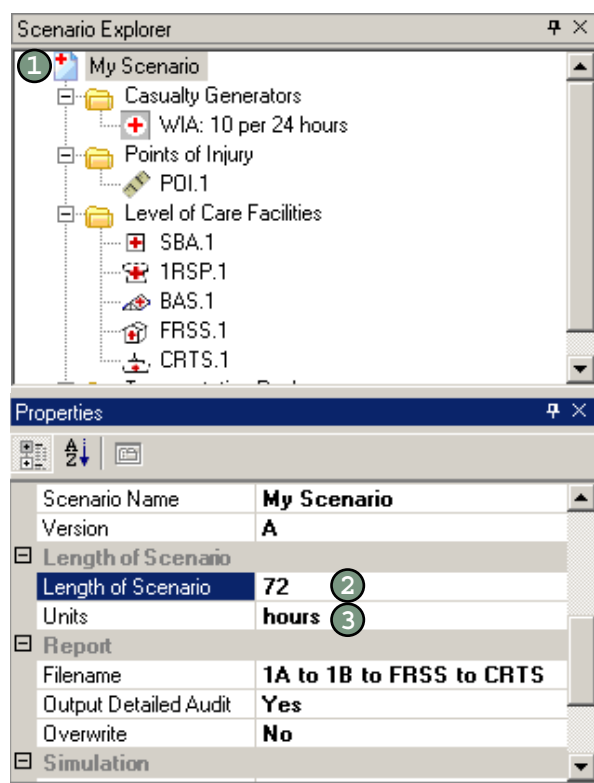 Scenario Explorer
1 My Scenario
Casualty Generators
WIA: 10 per 24 hours
Points of Injury
POI.1
Level of Care Facilities
SBA.1
1RSP.1
BAS.1
FRSS.1
CRTS.1
Properties
Scenario Name My Scenario
Version A
Length of Scenario
Length of Scenario 72 2
Units hours 3
Report
Filename 1A to 1B to FRSS to CRTS
Output Detailed Audit Yes
Overwrite No
Simulation